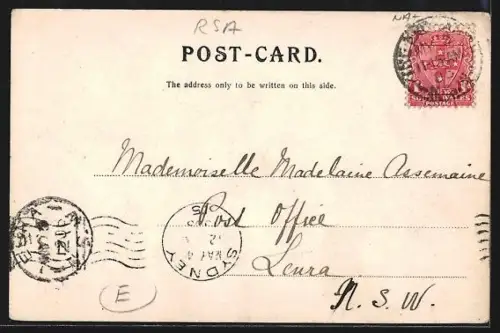 RSA
POST-CARD.
The address only to be written on this side.
POSTAGE
Mademoiselle Madelaine Assemaine
Post Office
SYDNEY
Leura
N.S.W.
E